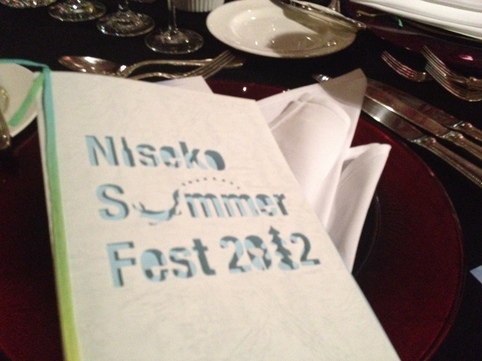 Niseko
Summer
Fest 2012